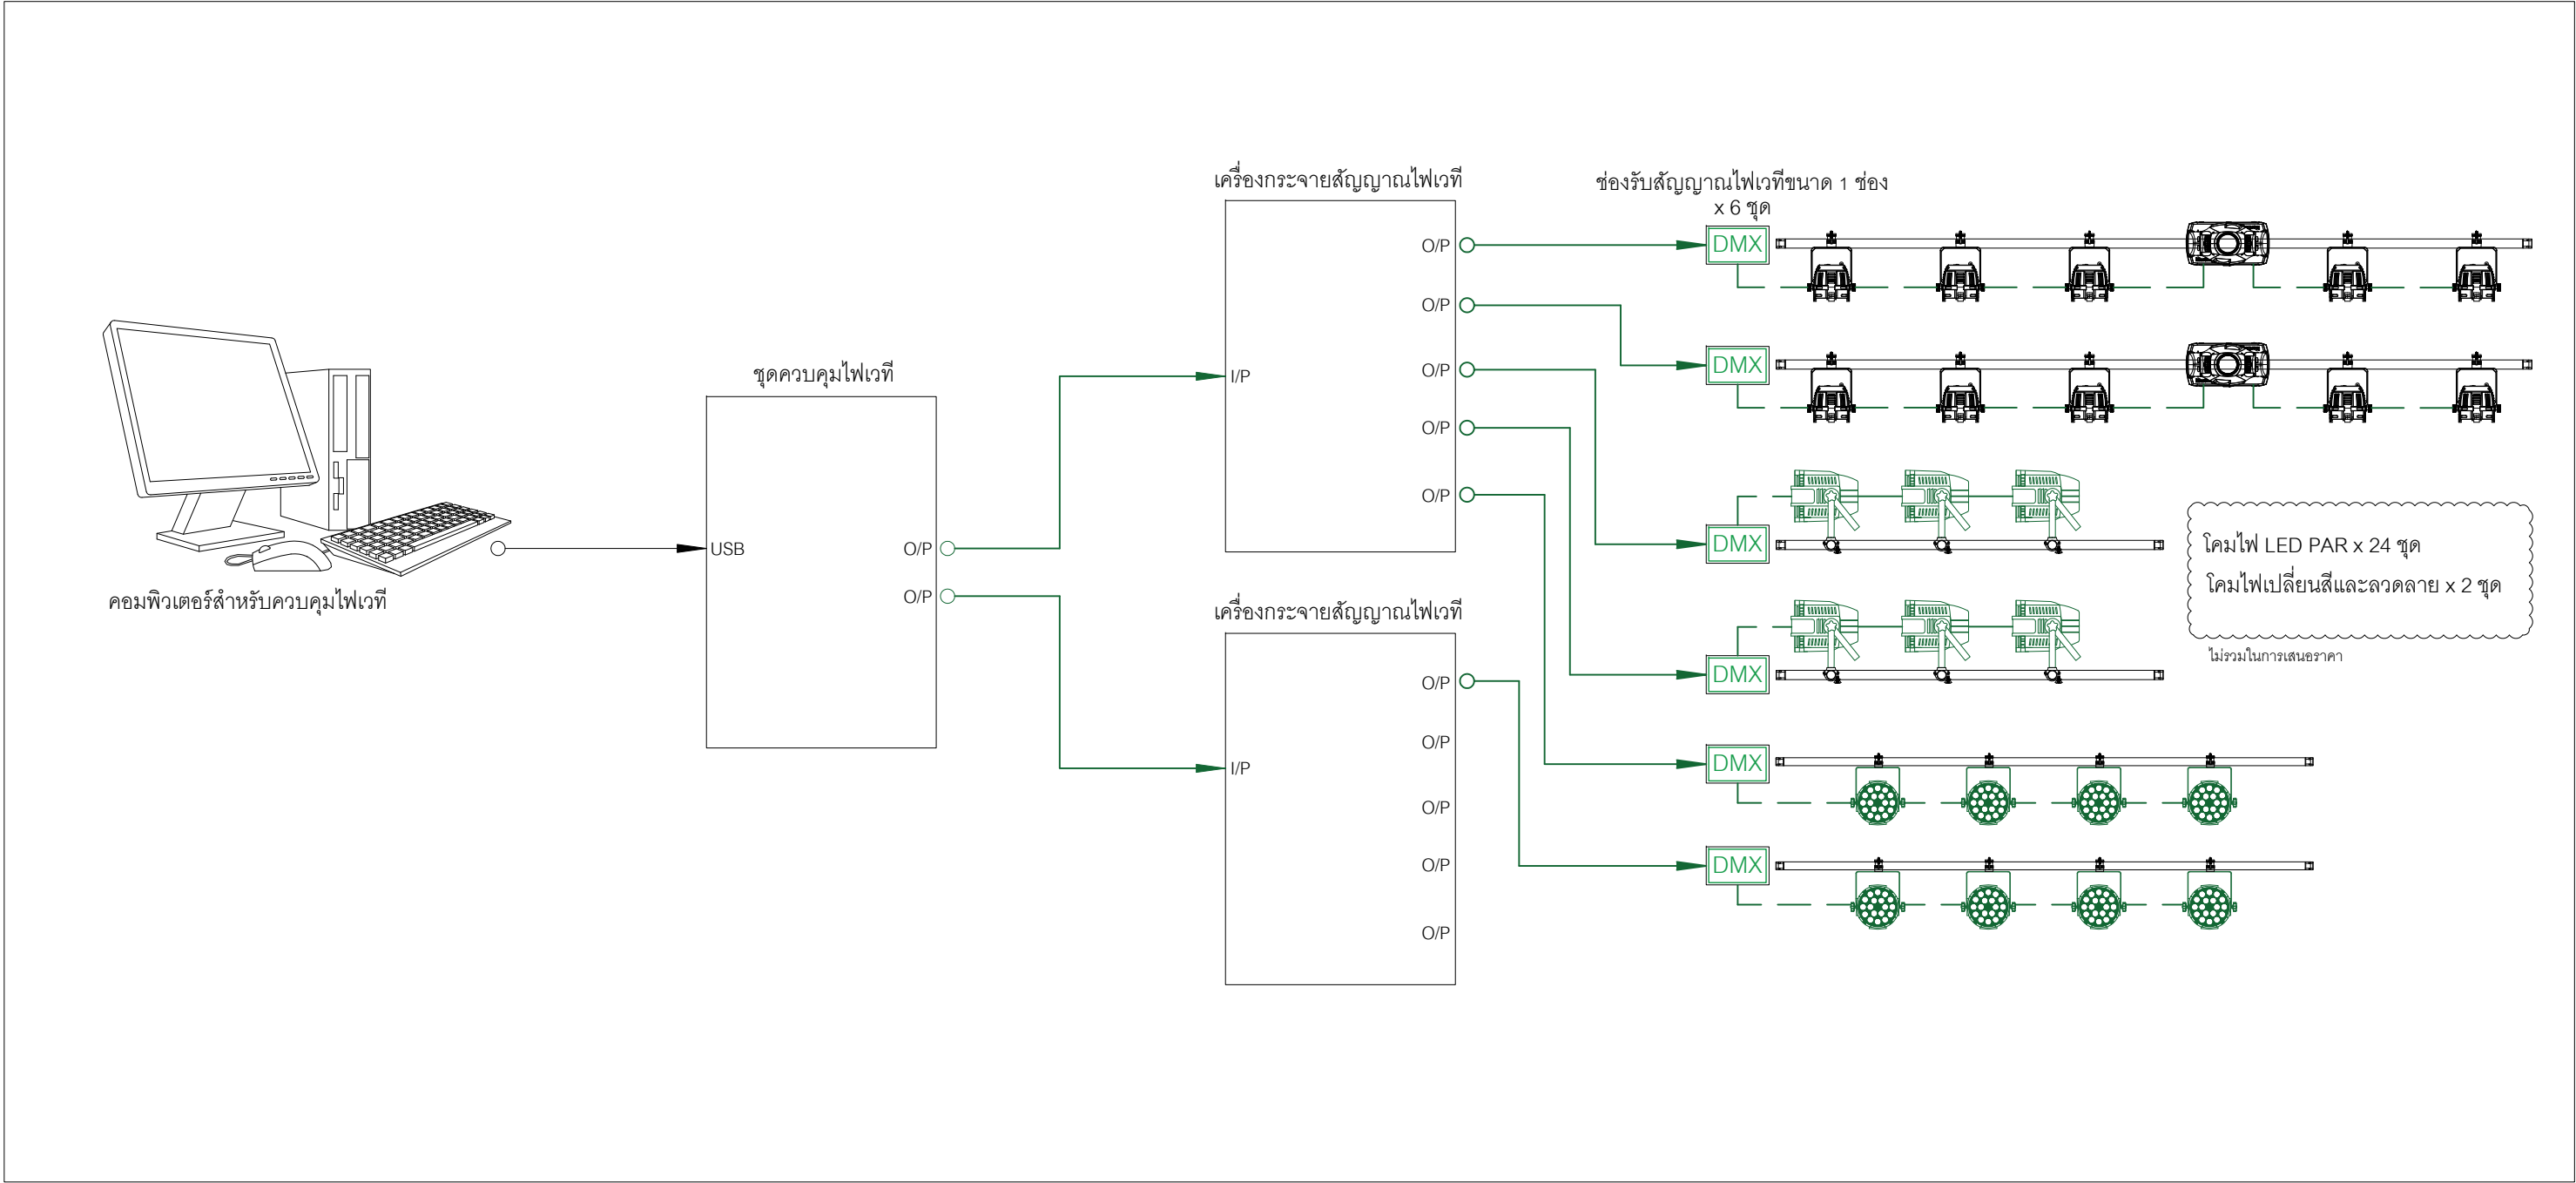 คอมพิวเตอร์สำหรับควบคุมไฟเวที
ชุดควบคุมไฟเวที
USB
O/P
O/P
เครื่องกระจายสัญญาณไฟเวที
I/P
O/P
O/P
O/P
O/P
O/P
เครื่องกระจายสัญญาณไฟเวที
I/P
O/P
O/P
O/P
O/P
O/P
ช่องรับสัญญาณไฟเวทีขนาด 1 ช่อง
x 6 ชุด
DMX
DMX
DMX
DMX
DMX
DMX
โคมไฟ LED PAR x 24 ชุด
โคมไฟเปลี่ยนสีและลวดลาย x 2 ชุด
ไม่รวมในการเสนอราคา